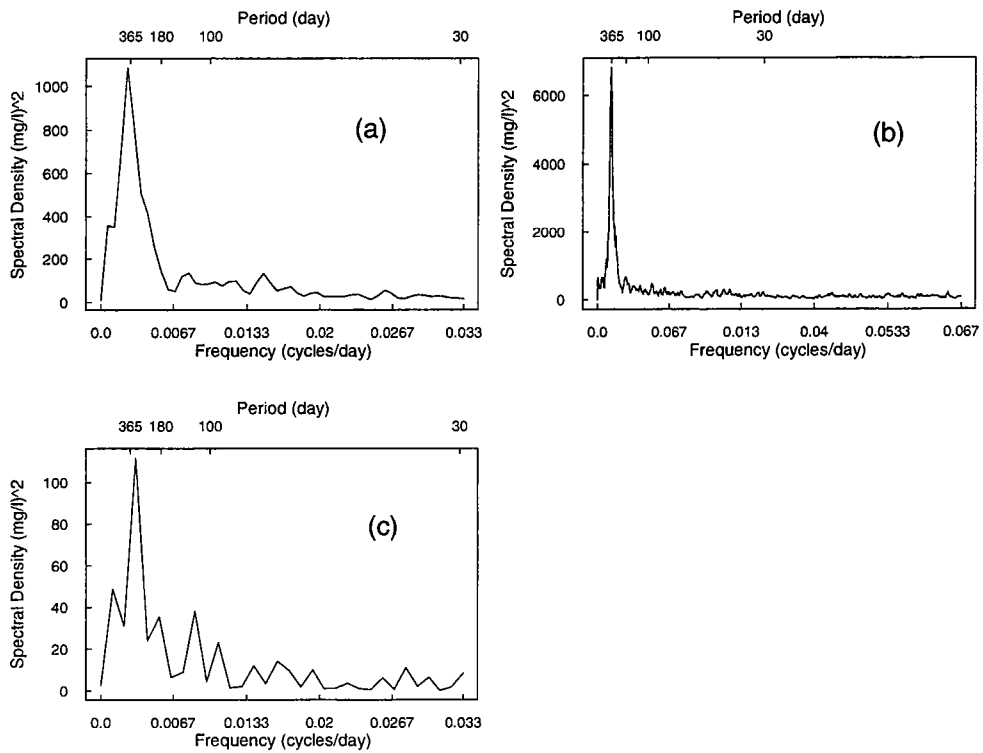 Period (day)
365 180 100 30
Spectral Density (mg/l)^2
1000
800
600
400
200
0
(a)
0.0 0.0067 0.0133 0.02 0.0267 0.033
Frequency (cycles/day)
Period (day)
365 100 30
Spectral Density (mg/l)^2
6000
4000
2000
0
(b)
0.0 0.067 0.013 0.04 0.0533 0.067
Frequency (cycles/day)
Period (day)
365 180 100 30
Spectral Density (mg/l)^2
100
80
60
40
20
0
(c)
0.0 0.0067 0.0133 0.02 0.0267 0.033
Frequency (cycles/day)